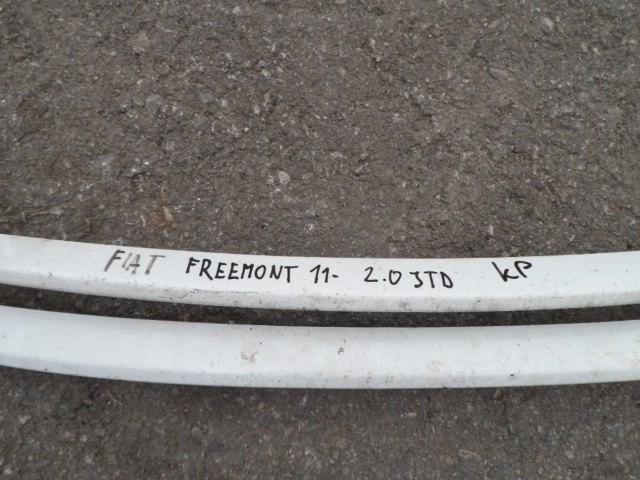 FIAT FREEMONT 11- 2.0 JTD KP